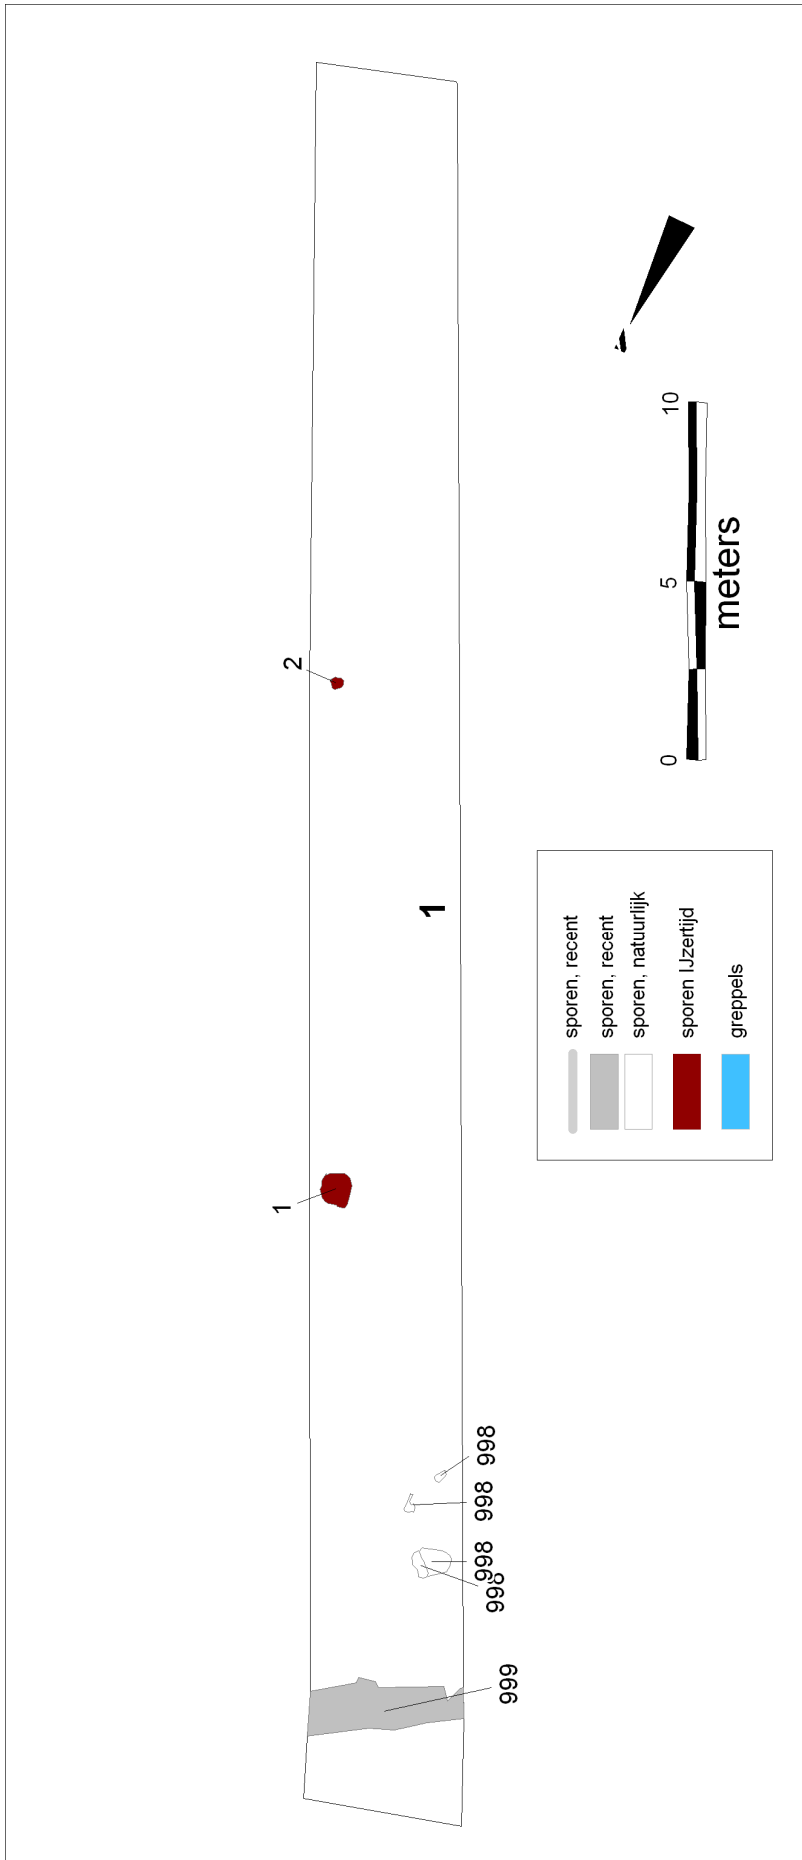 999
998
998
998
998
1
2
1
sporen, recent
sporen, recent
sporen, natuurlijk
sporen IJzertijd
greppels
0 5 10
meters